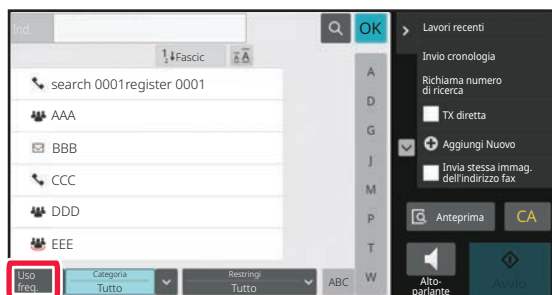 Ind.
OK
1 2 Fascic
A A
search 0001register 0001
AAA
BBB
CCC
DDD
EEE
A
D
G
J
M
P
T
W
Uso
freq.
Categoria
Tutto
Restringi
Tutto
ABC
Lavori recenti
Invio cronologia
Richiama numero
di ricerca
TX diretta
Aggiungi Nuovo
Invia stessa immag.
dell'indirizzo fax
Anteprima
CA
Alto-
parlante
Avvio